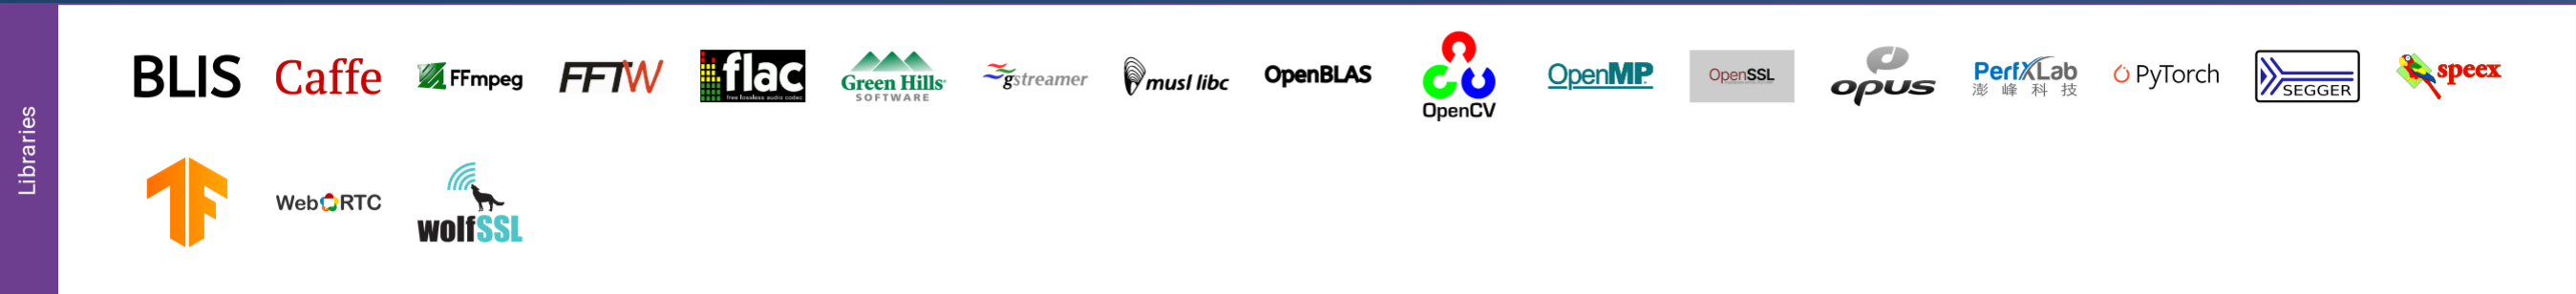 Libraries
BLIS
Caffe
FFmpeg
FFTW
flac
free lossless audio codec
Green Hills®
SOFTWARE
gstreamer
musl libc
OpenBLAS
OpenCV
OpenMP
OpenSSL
opus
PerfXLab
澎峰科技
PyTorch
SEGGER
speex
TF
WebRTC
wolfSSL